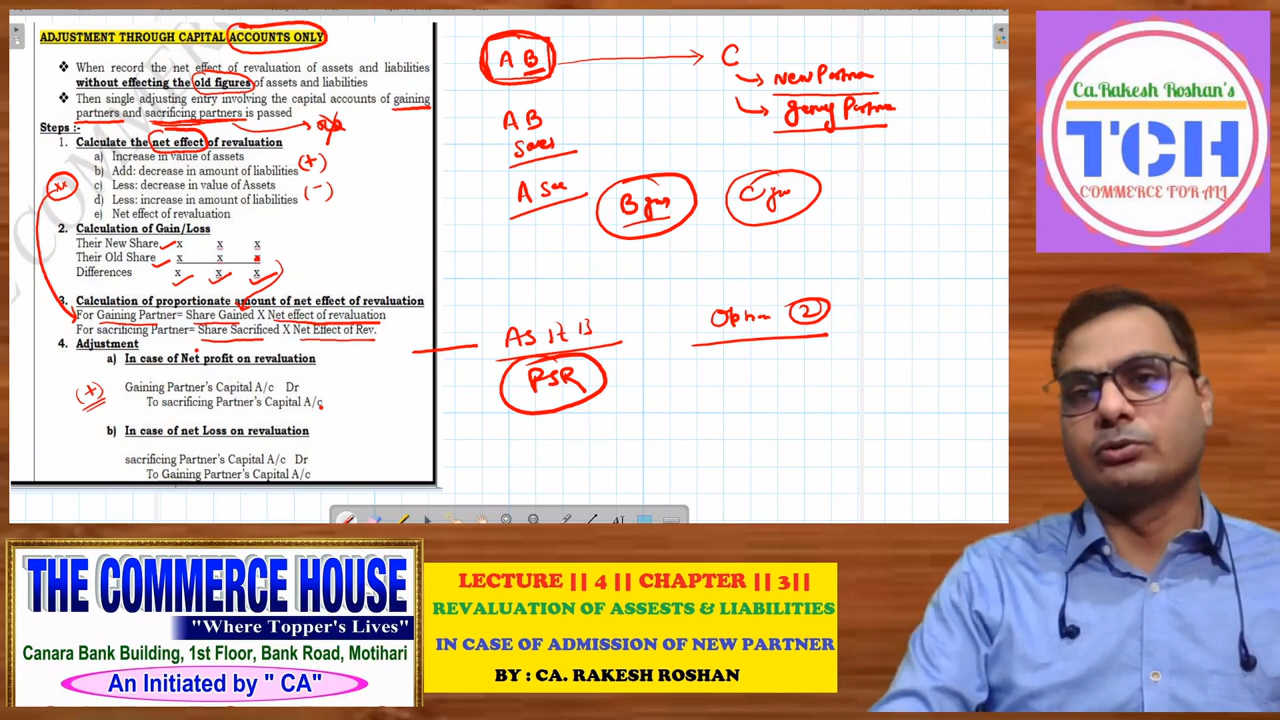 ADJUSTMENT THROUGH CAPITAL ACCOUNTS ONLY
❖ When record the net effect of revaluation of assets and liabilities
without effecting the old figures of assets and liabilities
❖ Then single adjusting entry involving the capital accounts of gaining
partners and sacrificing partners is passed
Steps :-
1. Calculate the net effect of revaluation
a) Increase in value of assets
b) Add: decrease in amount of liabilities (+)
c) Less: decrease in value of Assets
d) Less: increase in amount of liabilities (-)
e) Net effect of revaluation
xx
2. Calculation of Gain/Loss
Their New Share x x x
Their Old Share x x
Differences x x x
3. Calculation of proportionate amount of net effect of revaluation
For Gaining Partner= Share Gained X Net effect of revaluation
For sacrificing Partner= Share Sacrificed X Net Effect of Rev.
4. Adjustment
a) In case of Net profit on revaluation
(+)
Gaining Partner's Capital A/c Dr
To sacrificing Partner's Capital A/c
b) In case of net Loss on revaluation
sacrificing Partner's Capital A/c Dr
To Gaining Partner's Capital A/c
A B
C
new Partner
A B
A
B
C
As it is
PSR
Option 2
Ca.Rakesh Roshan's
TCH
COMMERCE FOR ALL
THE COMMERCE HOUSE
"Where Topper's Lives"
Canara Bank Building, 1st Floor, Bank Road, Motihari
An Initiated by " CA"
LECTURE || 4 || CHAPTER || 3||
REVALUATION OF ASSESTS & LIABILITIES
IN CASE OF ADMISSION OF NEW PARTNER
BY : CA. RAKESH ROSHAN